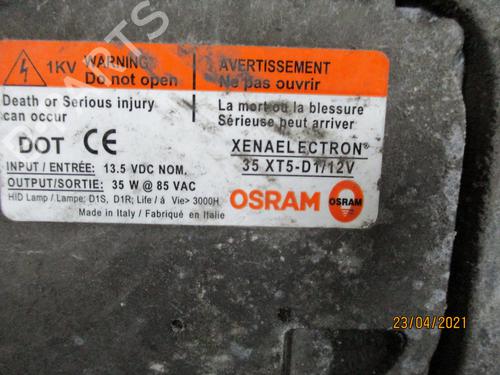 1KV
WARNING
Do not open
AVERTISSEMENT
Ne pas ouvrir
Death or Serious injury
can occur
La mort ou la blessure
Sérieuse peut arriver
DOT CE
XENAELECTRON®
35 XT5-D1/12V
INPUT / ENTRÉE: 13.5 VDC NOM.
OUTPUT/SORTIE: 35 W @ 85 VAC
HID Lamp / Lampe: D1S, D1R; Life / à Vie> 3000H
Made in Italy / Fabriqué en Italie
OSRAM
OSRAM
23/04/2021